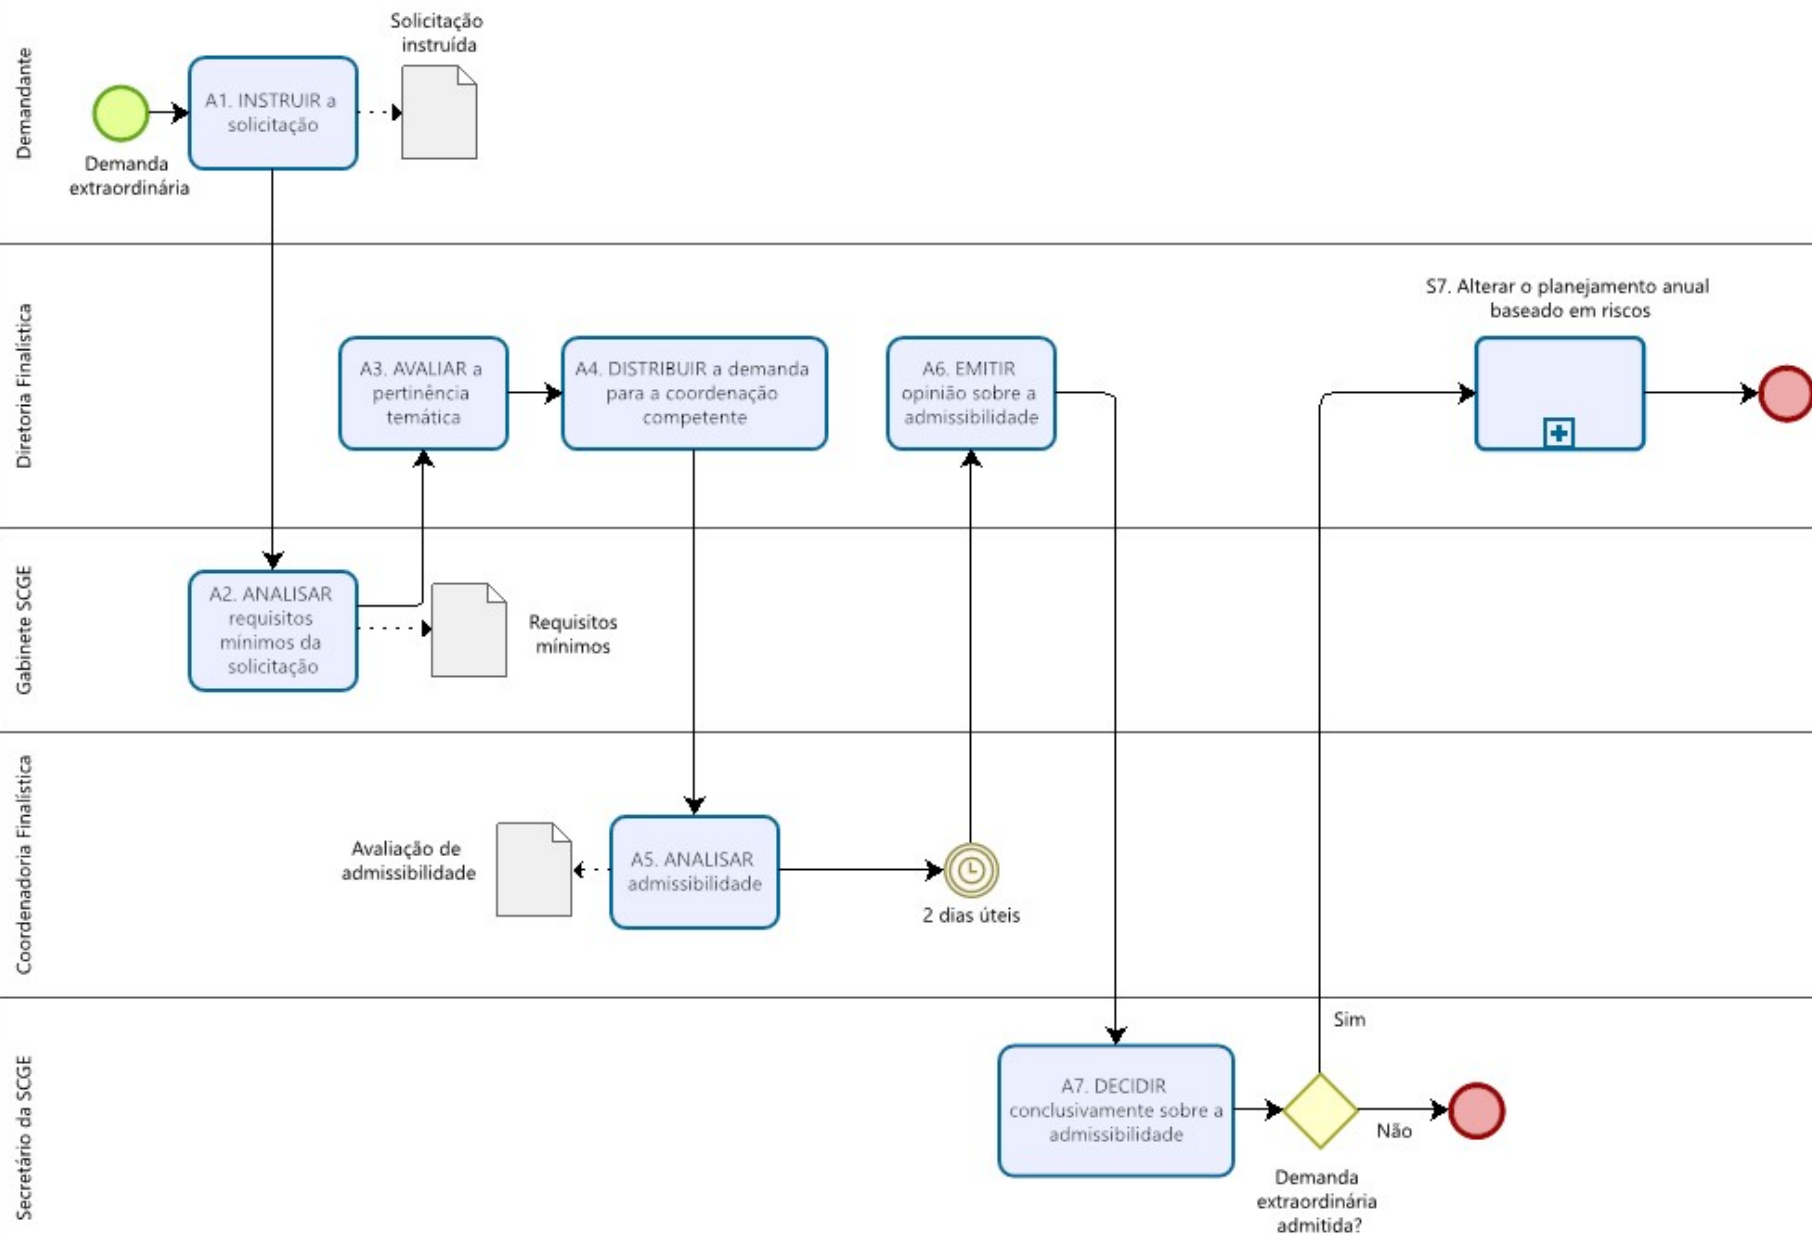 Demandante
Solicitação
instruída
A1. INSTRUIR a
solicitação
Demanda
extraordinária
Diretoria Finalística
S7. Alterar o planejamento anual
baseado em riscos
A3. AVALIAR a
pertinência
temática
A4. DISTRIBUIR a demanda
para a coordenação
competente
A6. EMITIR
opinião sobre a
admissibilidade
Gabinete SCGE
A2. ANALISAR
requisitos
mínimos da
solicitação
Requisitos
mínimos
Coordenadoria Finalística
Avaliação de
admissibilidade
A5. ANALISAR
admissibilidade
2 dias úteis
Secretário da SCGE
A7. DECIDIR
conclusivamente sobre a
admissibilidade
Sim
Não
Demanda
extraordinária
admitida?